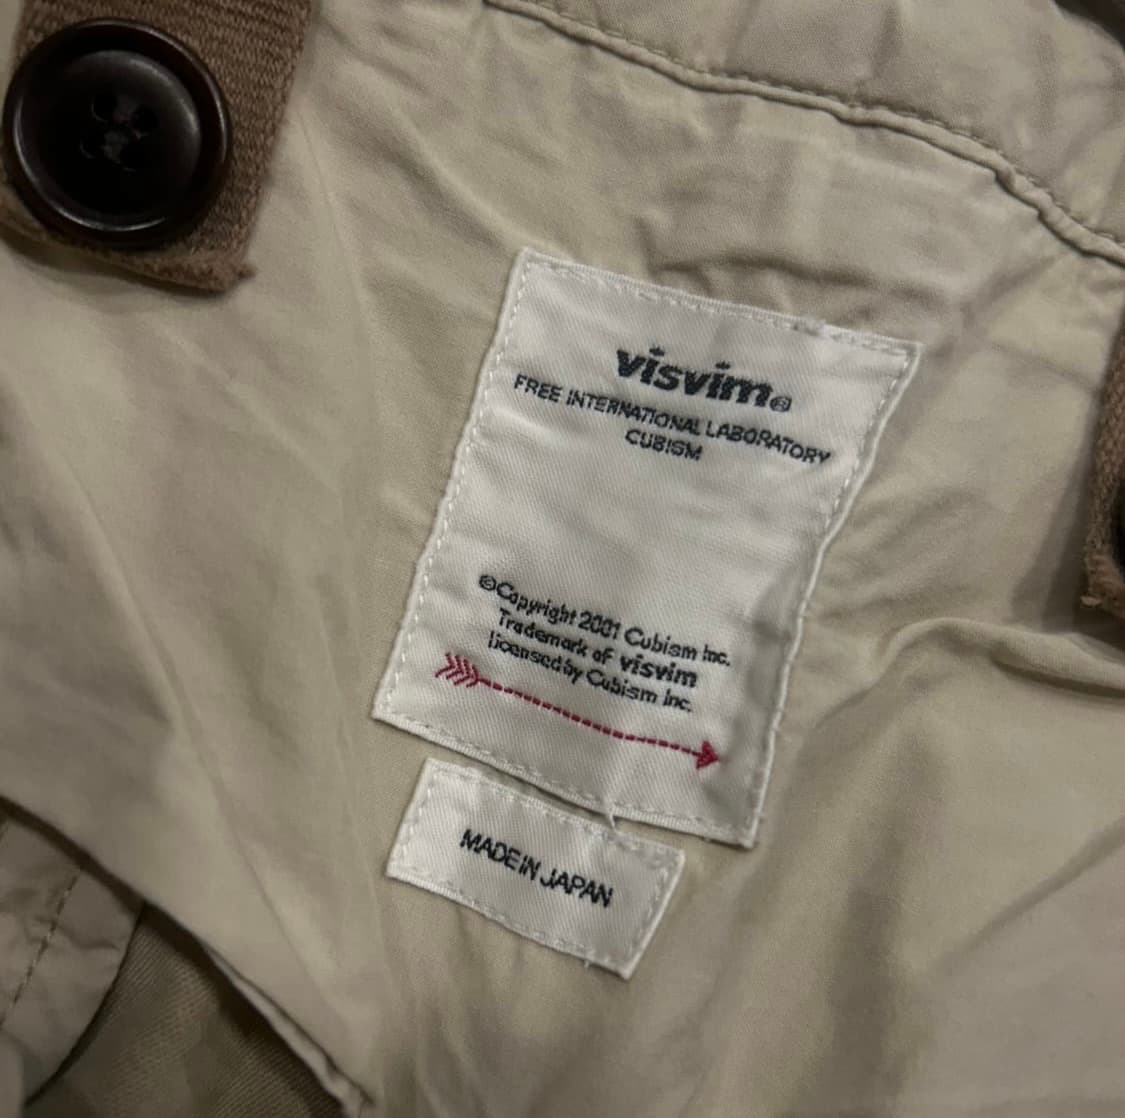 visvim®
FREE INTERNATIONAL LABORATORY
CUBISM
©Copyright 2001 Cubism Inc.
Trademark of visvim
licensed by Cubism Inc.
MADE IN JAPAN